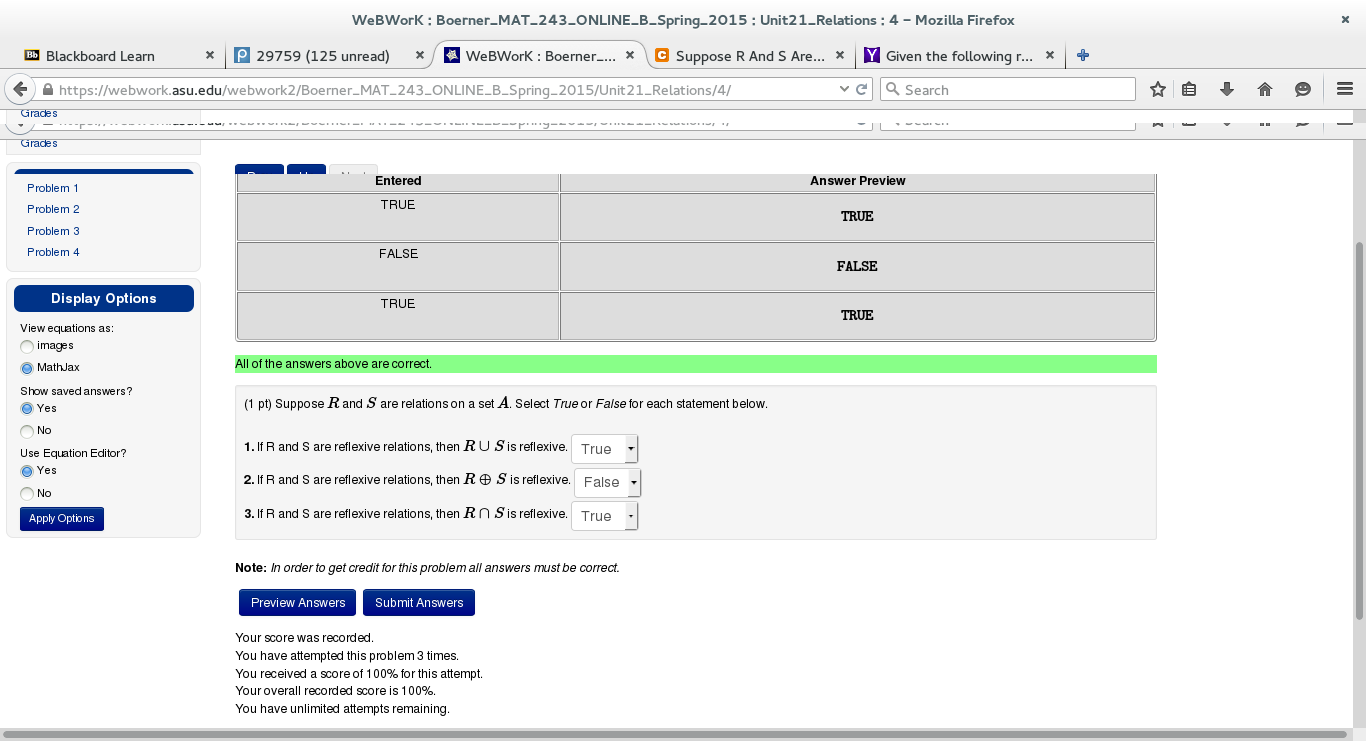 WeBWorK : Boerner_MAT_243_ONLINE_B_Spring_2015 : Unit21_Relations : 4 – Mozilla Firefox
Bb Blackboard Learn
29759 (125 unread)
WeBWorK : Boerner_...
Suppose R And S Are...
Given the following r...
https://webwork.asu.edu/webwork2/Boerner_MAT_243_ONLINE_B_Spring_2015/Unit21_Relations/4/
Search
Grades
Grades
Problem 1
Problem 2
Problem 3
Problem 4
Display Options
View equations as:
images
MathJax
Show saved answers?
Yes
No
Use Equation Editor?
Yes
No
Apply Options
Entered Answer Preview
TRUE TRUE
FALSE FALSE
TRUE TRUE
All of the answers above are correct.
(1 pt) Suppose R and S are relations on a set A. Select True or False for each statement below.
1. If R and S are reflexive relations, then R ∪ S is reflexive. True
2. If R and S are reflexive relations, then R ⊕ S is reflexive. False
3. If R and S are reflexive relations, then R ∩ S is reflexive. True
Note: In order to get credit for this problem all answers must be correct.
Preview Answers Submit Answers
Your score was recorded.
You have attempted this problem 3 times.
You received a score of 100% for this attempt.
Your overall recorded score is 100%.
You have unlimited attempts remaining.